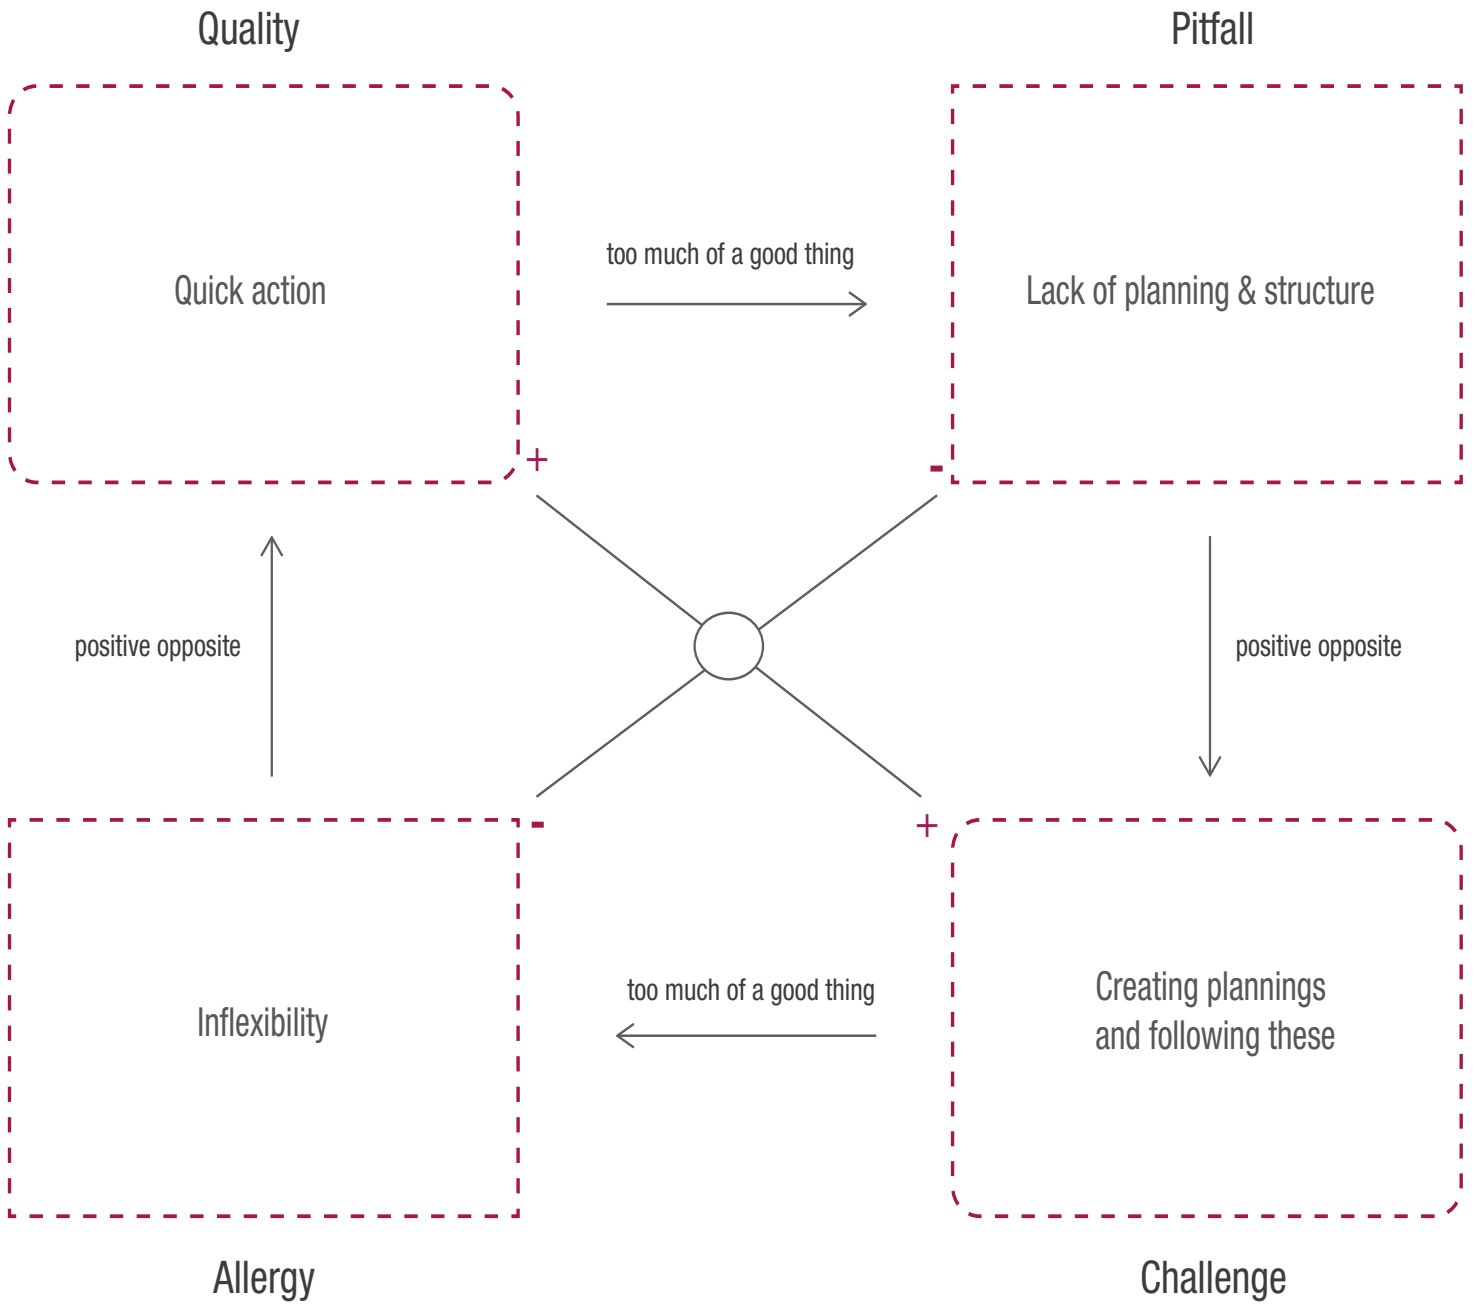 Quality
Pitfall
Quick action
too much of a good thing
Lack of planning & structure
+
-
positive opposite
positive opposite
-
+
Inflexibility
too much of a good thing
Creating plannings
and following these
Allergy
Challenge